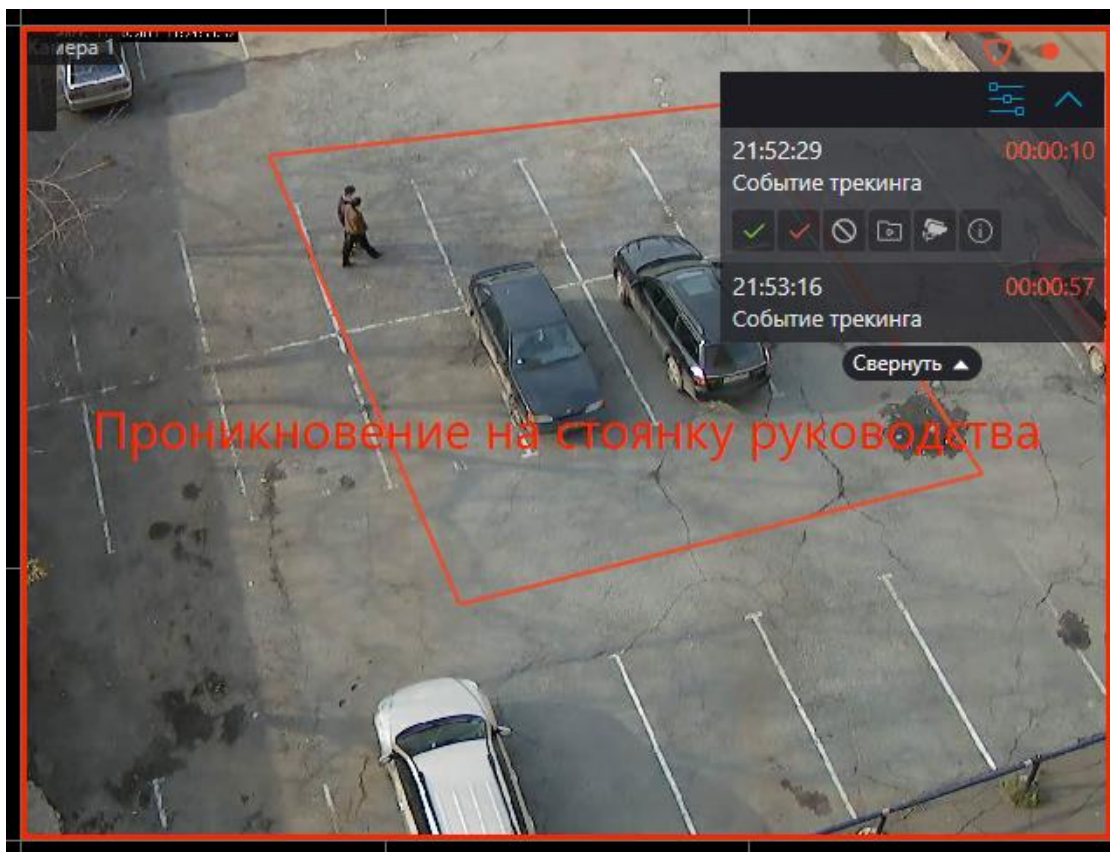 Камера 1
21:52:29 00:00:10
Событие трекинга
21:53:16 00:00:57
Событие трекинга
Свернуть
Проникновение на стоянку руководства